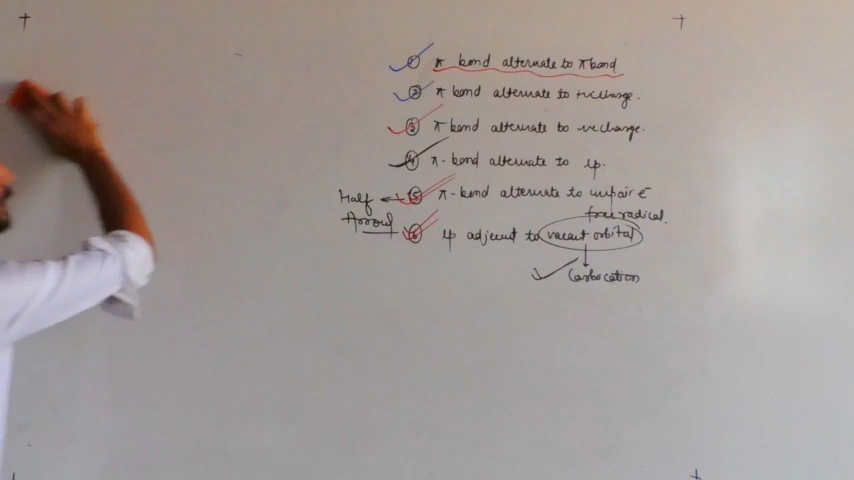 ① π bond alternate to π bond
② π bond alternate to +ve charge.
③ π bond alternate to -ve charge.
④ π-bond alternate to lp.
Half ← ⑤ π-bond alternate to unpair e⁻
Arrow free radical.
⑥ lp adjacent to vacant orbital
↓
Carbocation